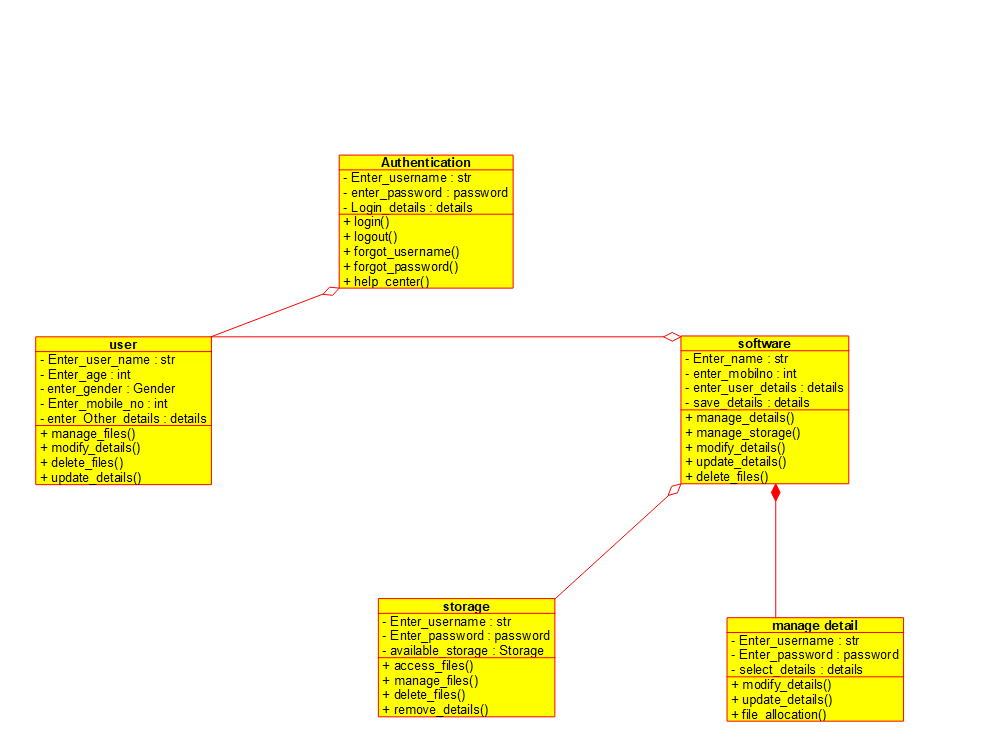 Authentication
- Enter_username : str
- enter_password : password
- Login_details : details
+ login()
+ logout()
+ forgot_username()
+ forgot_password()
+ help_center()
user
- Enter_user_name : str
- Enter_age : int
- enter_gender : Gender
- Enter_mobile_no : int
- enter_Other_details : details
+ manage_files()
+ modify_details()
+ delete_files()
+ update_details()
software
- Enter_name : str
- enter_mobilno : int
- enter_user_details : details
- save_details : details
+ manage_details()
+ manage_storage()
+ modify_details()
+ update_details()
+ delete_files()
storage
- Enter_username : str
- Enter_password : password
- available_storage : Storage
+ access_files()
+ manage_files()
+ delete_files()
+ remove_details()
manage detail
- Enter_username : str
- Enter_password : password
- select_details : details
+ modify_details()
+ update_details()
+ file_allocation()